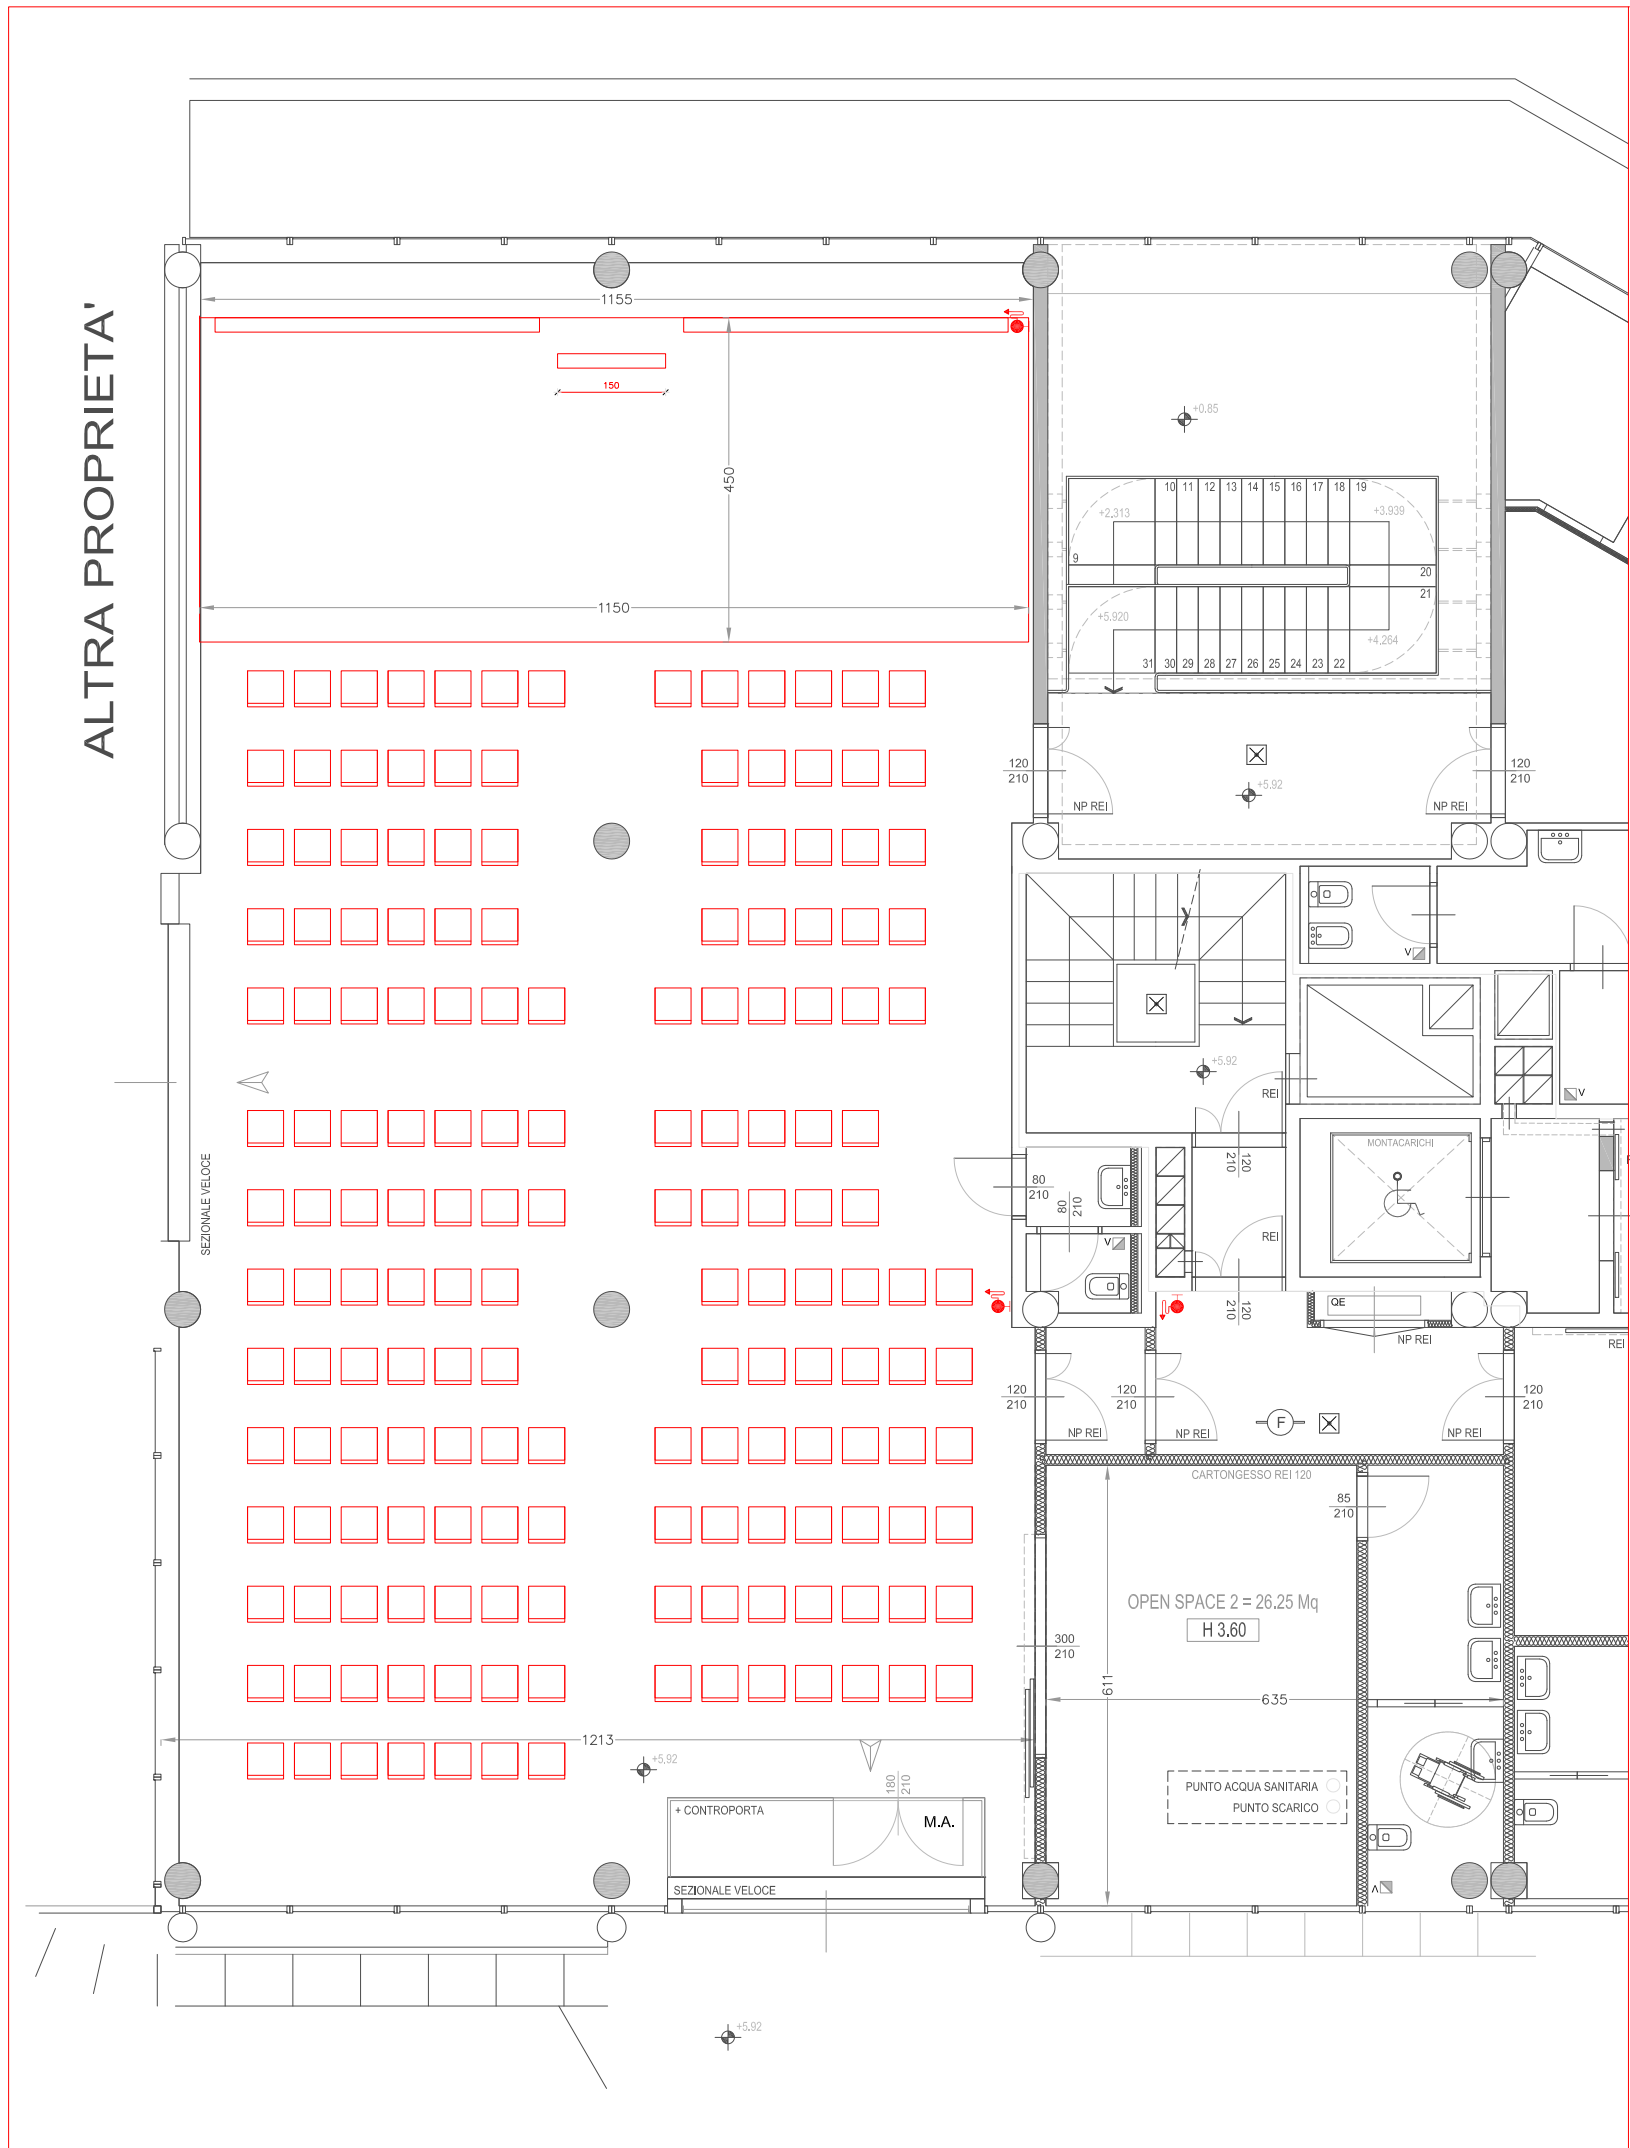 ALTRA PROPRIETA'
1155
150
450
1150
+0.85
10 11 12 13 14 15 16 17 18 19
+2.313
+3.939
9
20
21
+5.920
+4.264
31 30 29 28 27 26 25 24 23 22
120
210
NP REI
+5.92
120
210
NP REI
V
+5.92
REI
V
MONTACARICHI
SEZIONALE VELOCE
80
210
80
210
120
210
V
REI
120
210
QE
NP REI
REI
120
210
NP REI
120
210
NP REI
F
NP REI
120
210
CARTONGESSO REI 120
85
210
OPEN SPACE 2 = 26.25 Mq
H 3.60
300
210
611
635
1213
+5.92
180
210
+ CONTROPORTA
M.A.
PUNTO ACQUA SANITARIA
PUNTO SCARICO
SEZIONALE VELOCE
V
+5.92